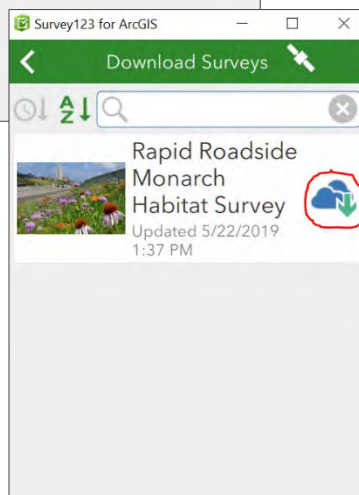 Survey123 for ArcGIS
Download Surveys
A
Z
Rapid Roadside
Monarch
Habitat Survey
Updated 5/22/2019
1:37 PM